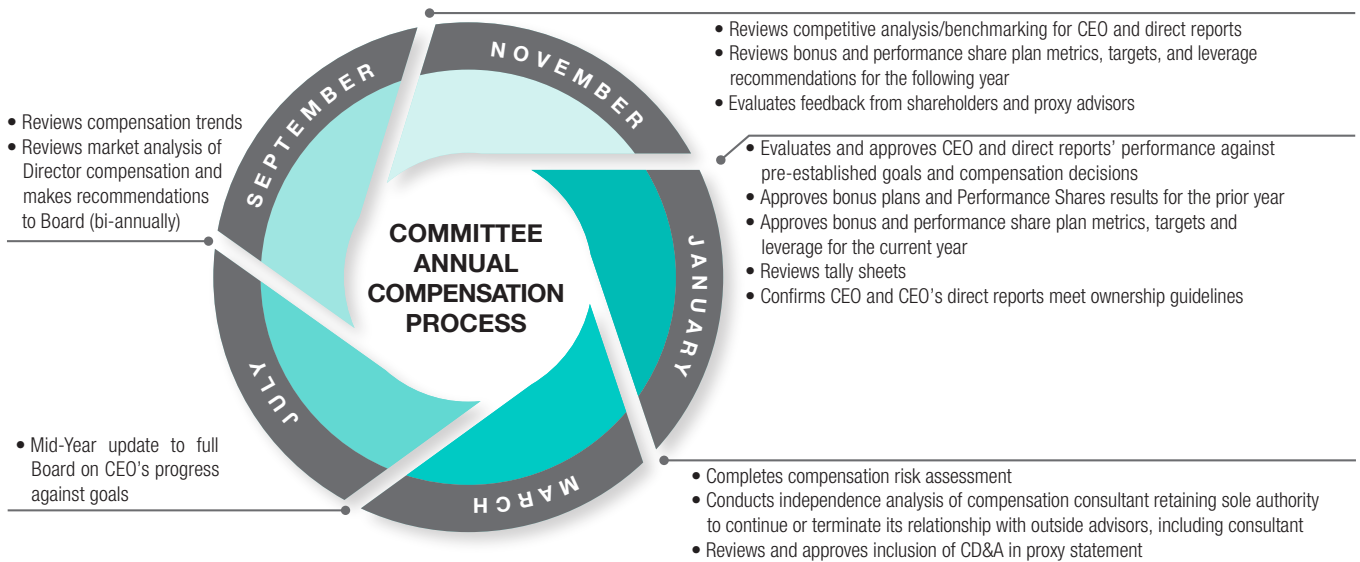 NOVEMBER
• Reviews competitive analysis/benchmarking for CEO and direct reports
• Reviews bonus and performance share plan metrics, targets, and leverage
recommendations for the following year
• Evaluates feedback from shareholders and proxy advisors
JANUARY
• Evaluates and approves CEO and direct reports’ performance against
pre-established goals and compensation decisions
• Approves bonus plans and Performance Shares results for the prior year
• Approves bonus and performance share plan metrics, targets and
leverage for the current year
• Reviews tally sheets
• Confirms CEO and CEO’s direct reports meet ownership guidelines
MARCH
• Completes compensation risk assessment
• Conducts independence analysis of compensation consultant retaining sole authority
to continue or terminate its relationship with outside advisors, including consultant
• Reviews and approves inclusion of CD&A in proxy statement
JULY
• Mid-Year update to full
Board on CEO’s progress
against goals
SEPTEMBER
• Reviews compensation trends
• Reviews market analysis of
Director compensation and
makes recommendations
to Board (bi-annually)
COMMITTEE
ANNUAL
COMPENSATION
PROCESS